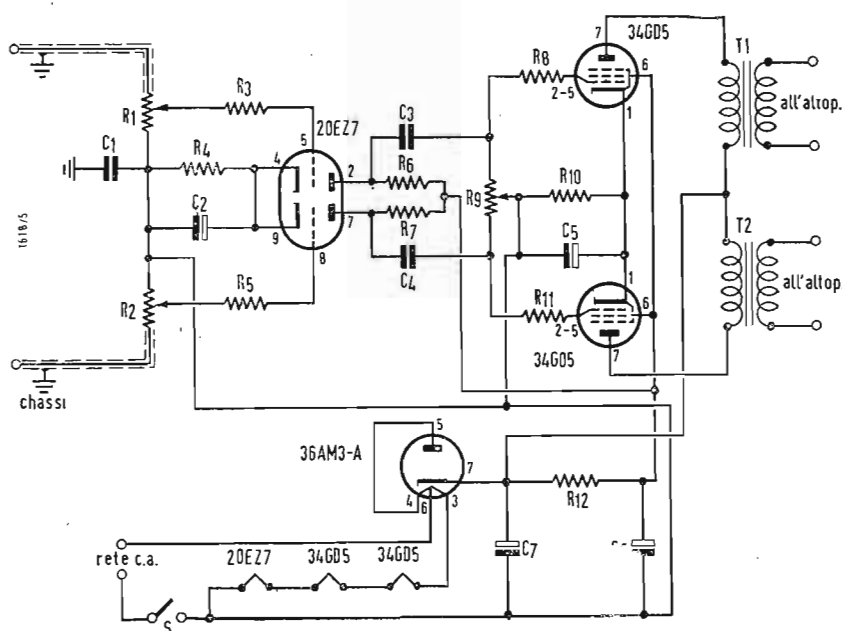 7
34GD5
T1
R8
6
2-5
all'altop.
R1
R3
20EZ7
C3
1
C1
R4
5
4
2
R6
R10
R9
C2
R7
C5
9
7
T2
8
C4
1
R2
R5
R11
6
all'altop.
2-5
34GD5
7
chassi
36AM3-A
5
7
4
6
3
R12
rete c.a.
20EZ7
34GD5
34GD5
C7
S
1618/5